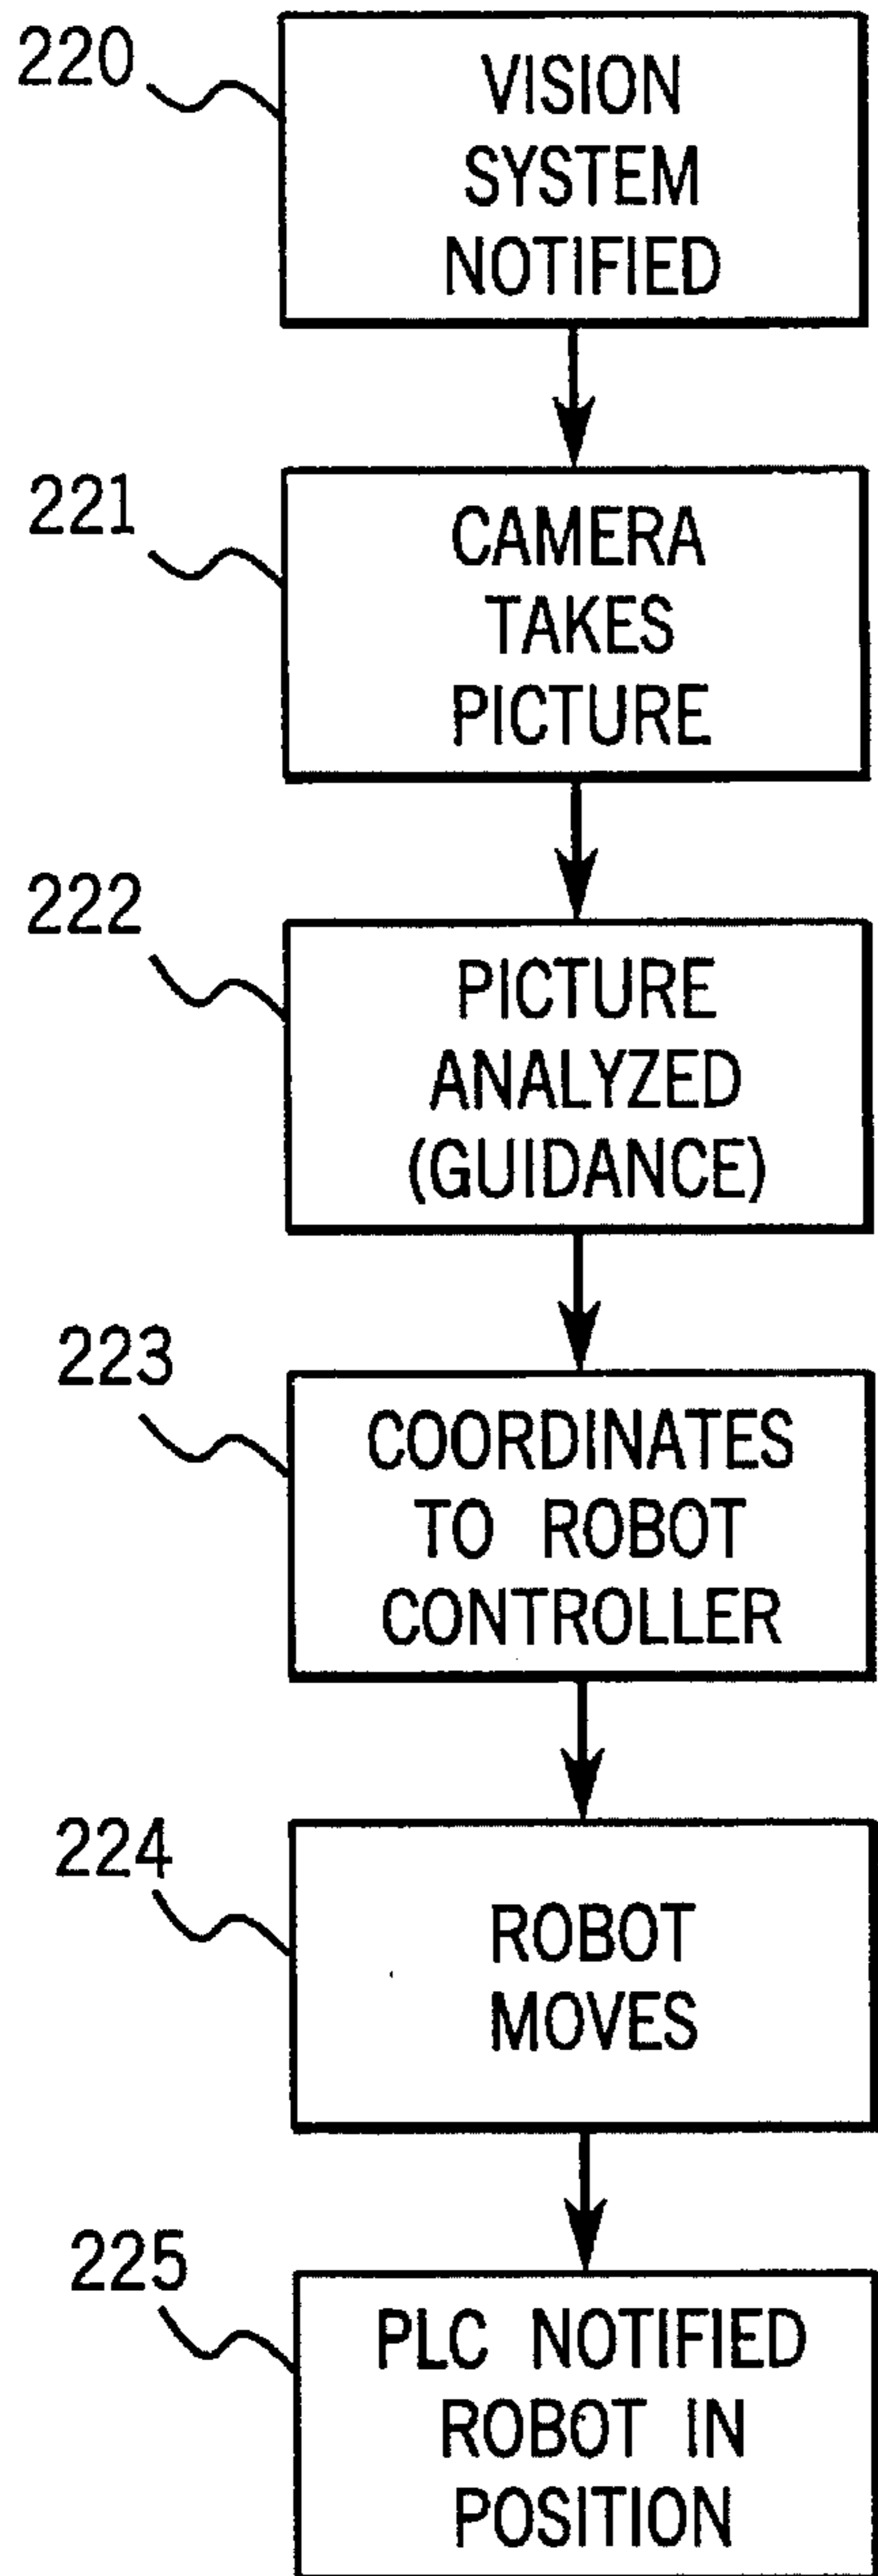 220
VISION
SYSTEM
NOTIFIED
221
CAMERA
TAKES
PICTURE
222
PICTURE
ANALYZED
(GUIDANCE)
223
COORDINATES
TO ROBOT
CONTROLLER
224
ROBOT
MOVES
225
PLC NOTIFIED
ROBOT IN
POSITION